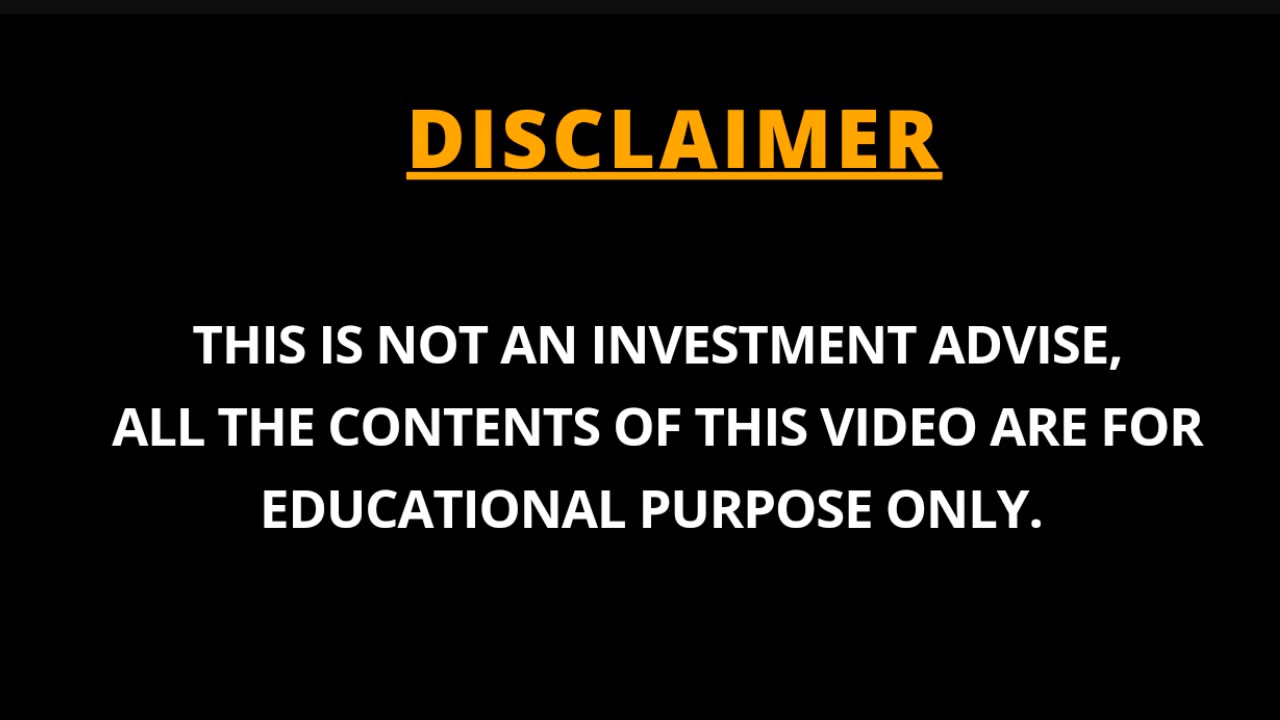 DISCLAIMER
THIS IS NOT AN INVESTMENT ADVISE,
ALL THE CONTENTS OF THIS VIDEO ARE FOR
EDUCATIONAL PURPOSE ONLY.